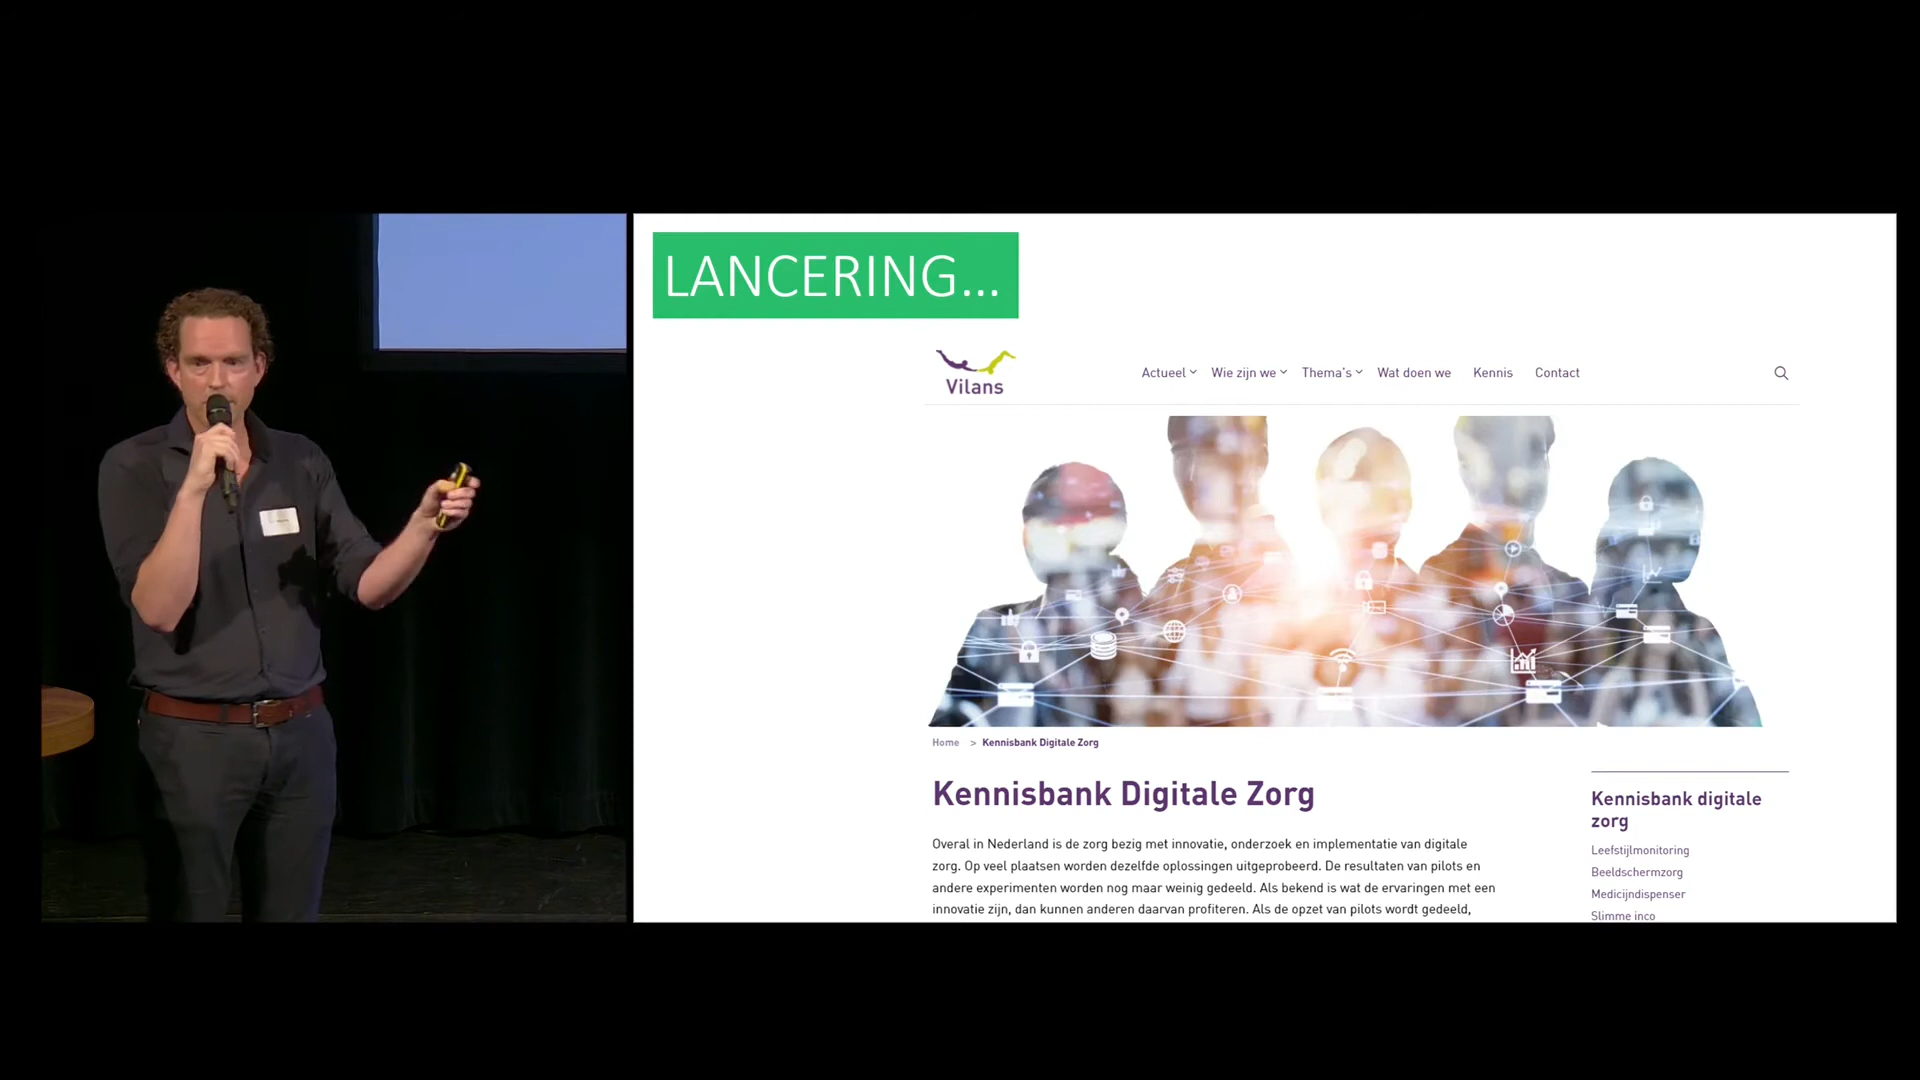 LANCERING...
Vilans
Actueel Wie zijn we Thema's Wat doen we Kennis Contact
Home > Kennisbank Digitale Zorg
Kennisbank Digitale Zorg
Overal in Nederland is de zorg bezig met innovatie, onderzoek en implementatie van digitale
zorg. Op veel plaatsen worden dezelfde oplossingen uitgeprobeerd. De resultaten van pilots en
andere experimenten worden nog maar weinig gedeeld. Als bekend is wat de ervaringen met een
innovatie zijn, dan kunnen anderen daarvan profiteren. Als de opzet van pilots wordt gedeeld,
Kennisbank digitale
zorg
Leefstijlmonitoring
Beeldschermzorg
Medicijndispenser
Slimme inco